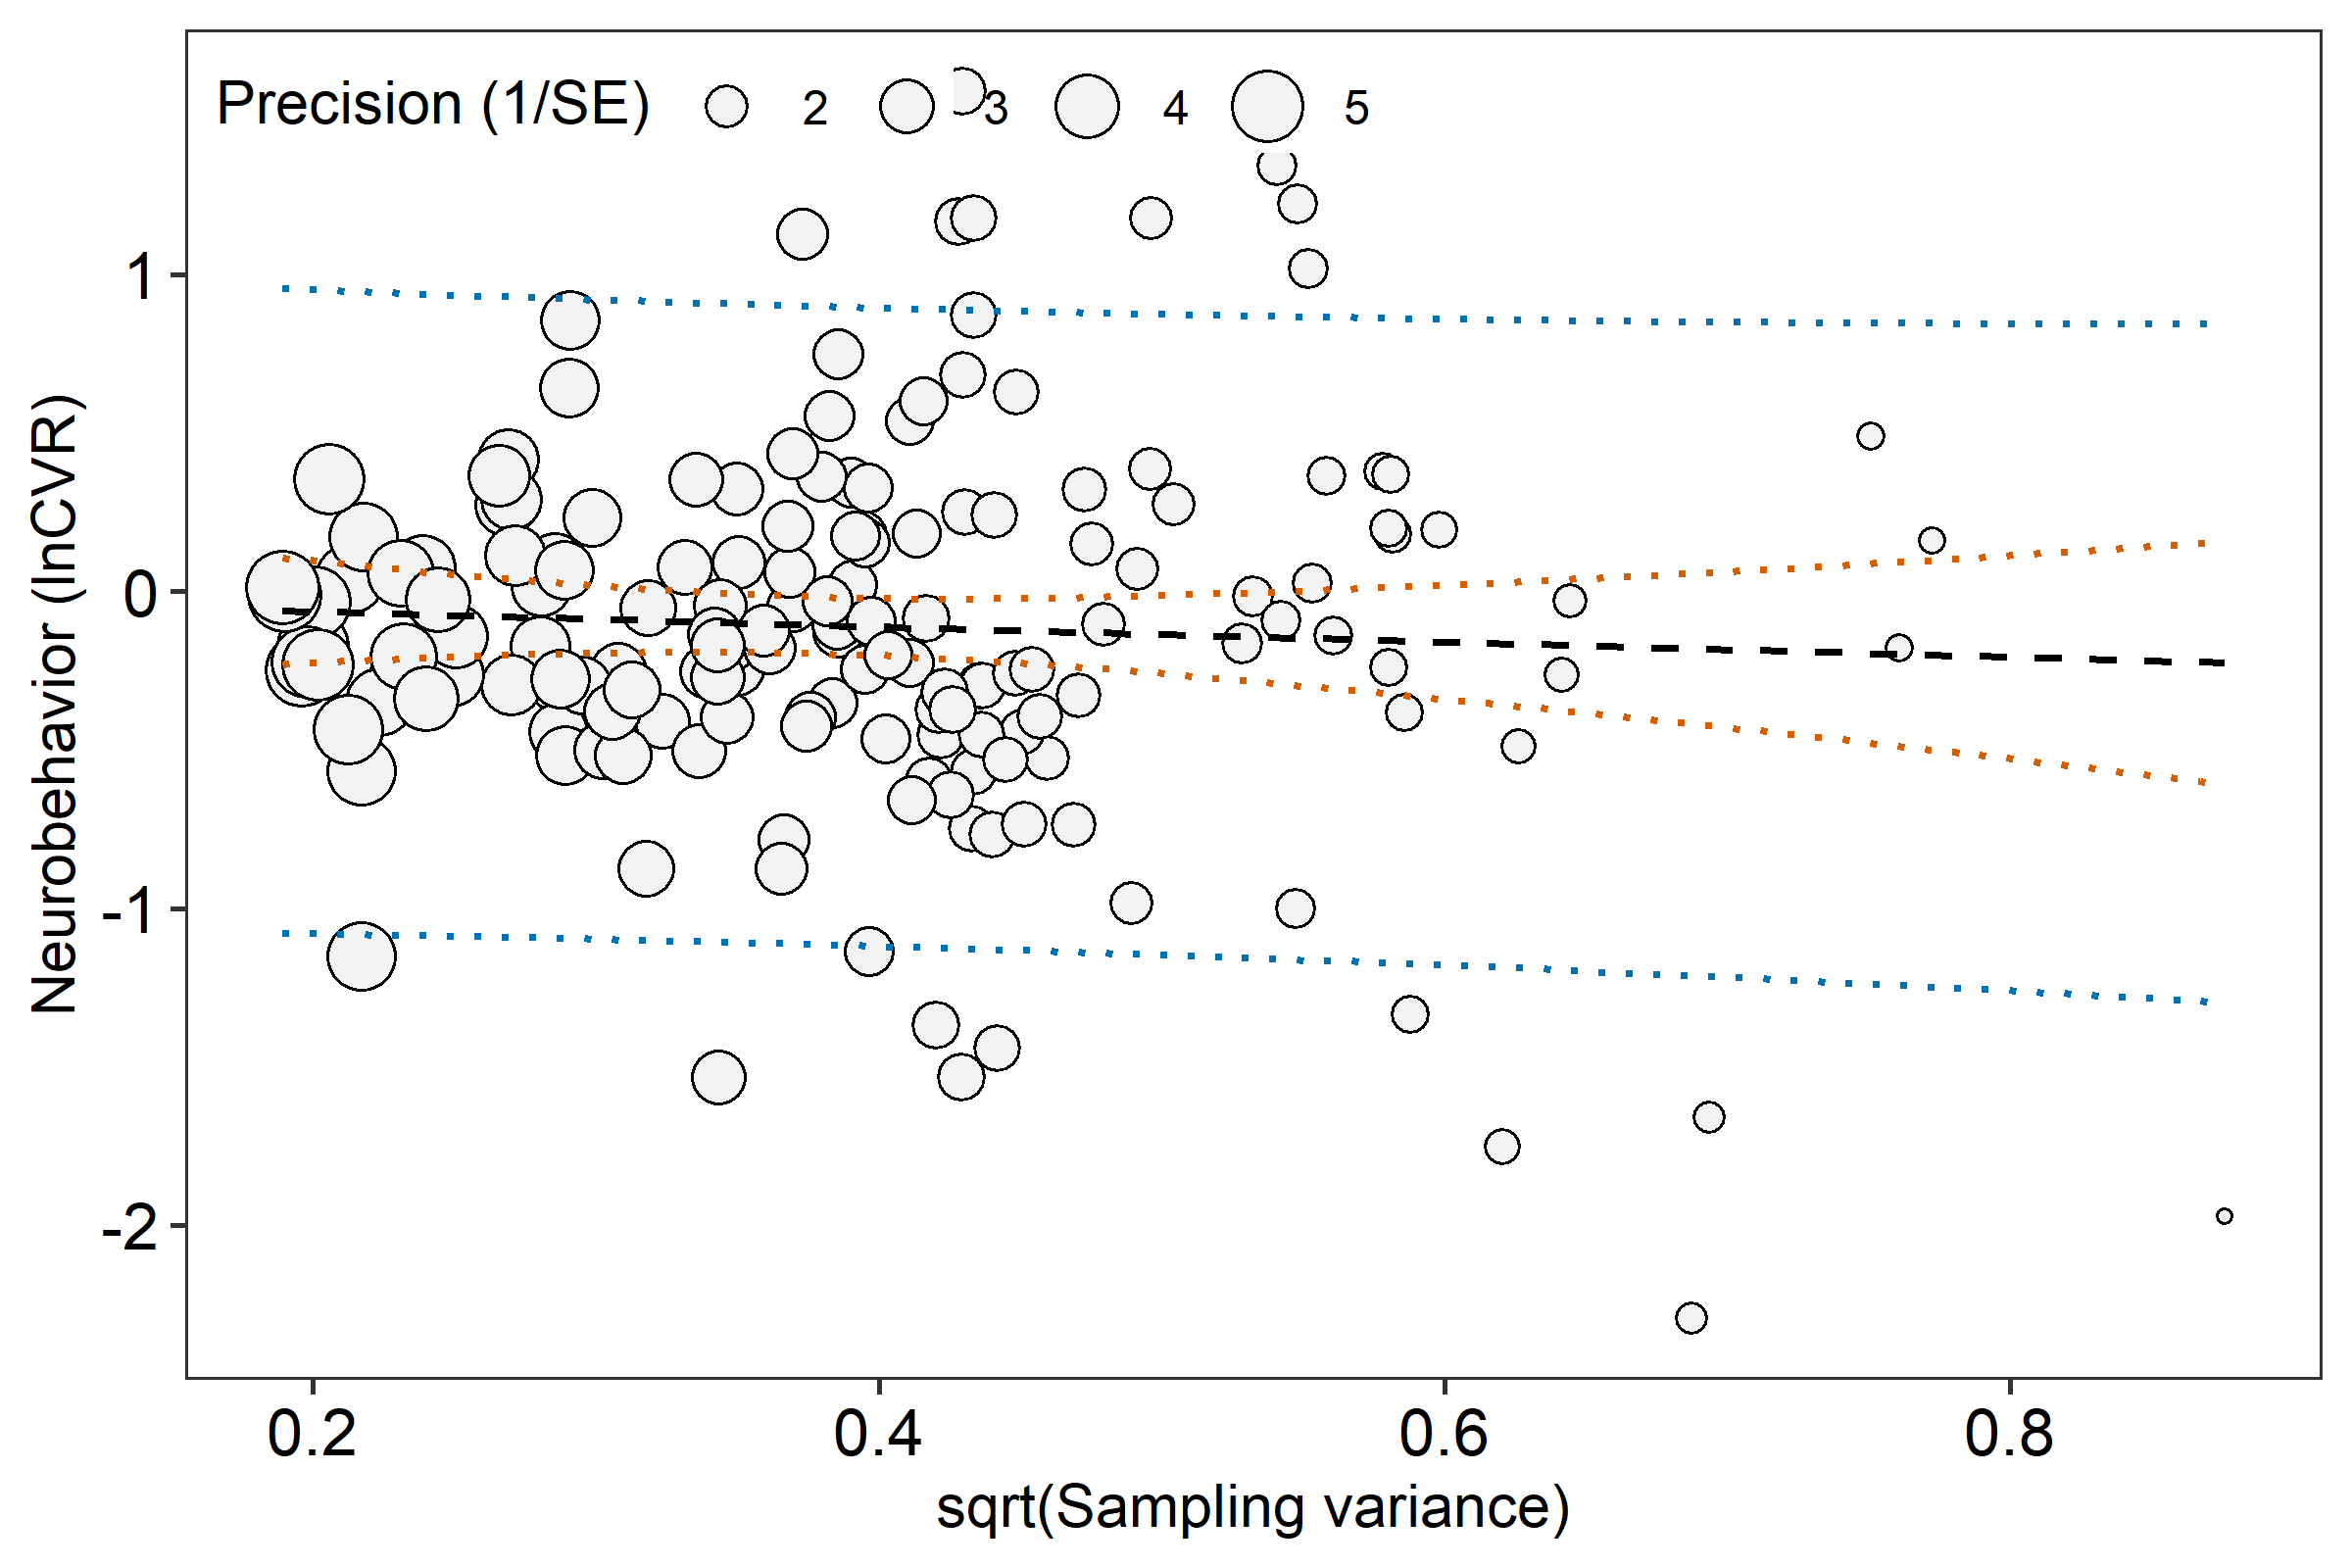 Precision (1/SE) 2 3 4 5
Neurobehavior (lnCVR)
1
0
-1
-2
0.2 0.4 0.6 0.8
sqrt(Sampling variance)